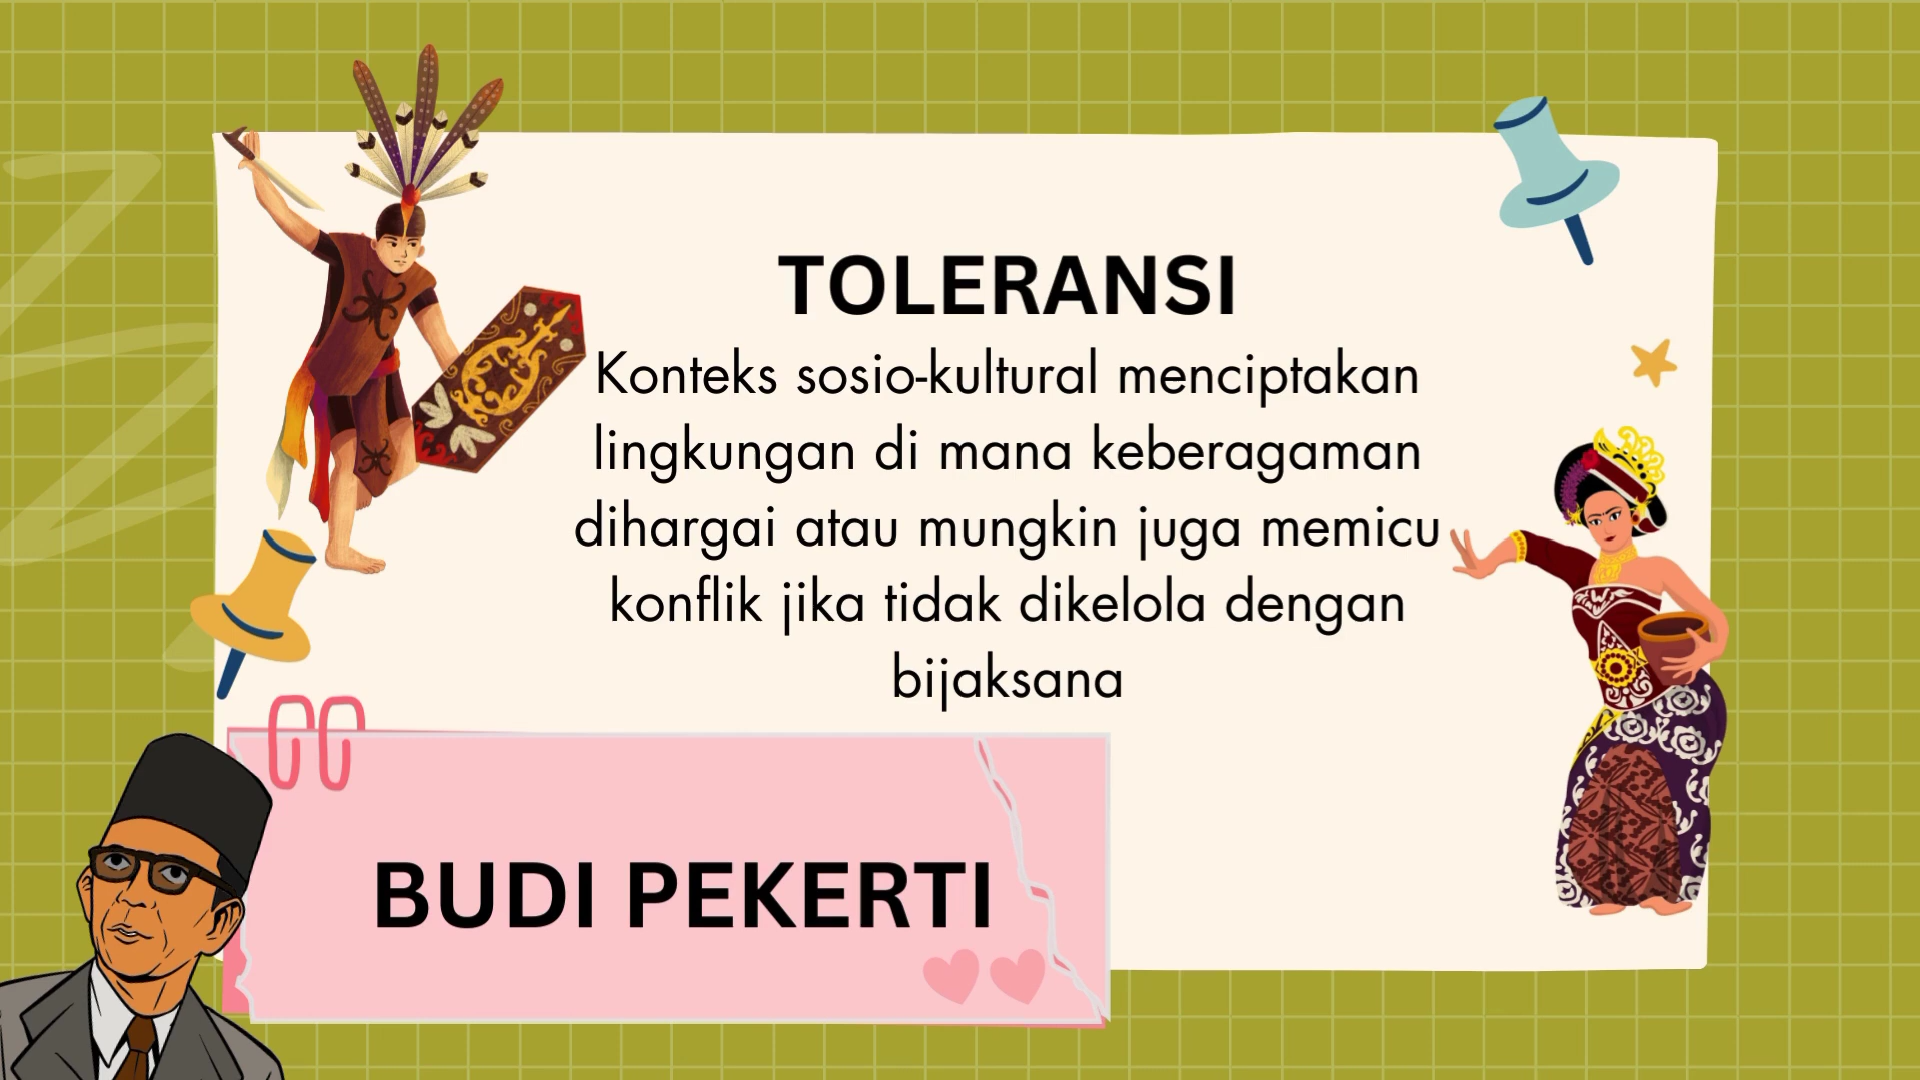 TOLERANSI
Konteks sosio-kultural menciptakan
lingkungan di mana keberagaman
dihargai atau mungkin juga memicu
konflik jika tidak dikelola dengan
bijaksana
BUDI PEKERTI